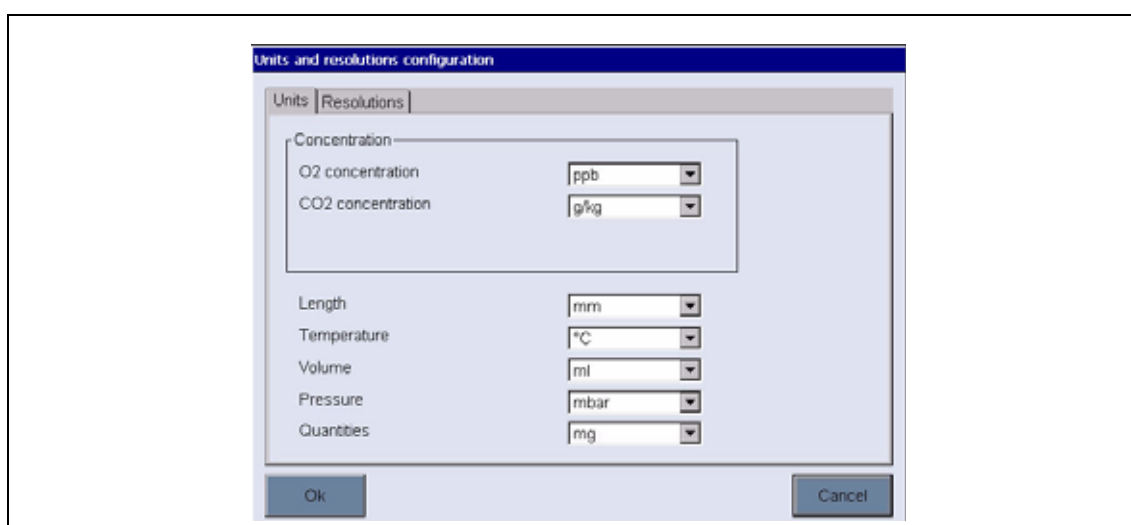 Units and resolutions configuration
Units Resolutions
Concentration
O2 concentration ppb
CO2 concentration g/kg
Length mm
Temperature °C
Volume ml
Pressure mbar
Quantities mg
Ok Cancel